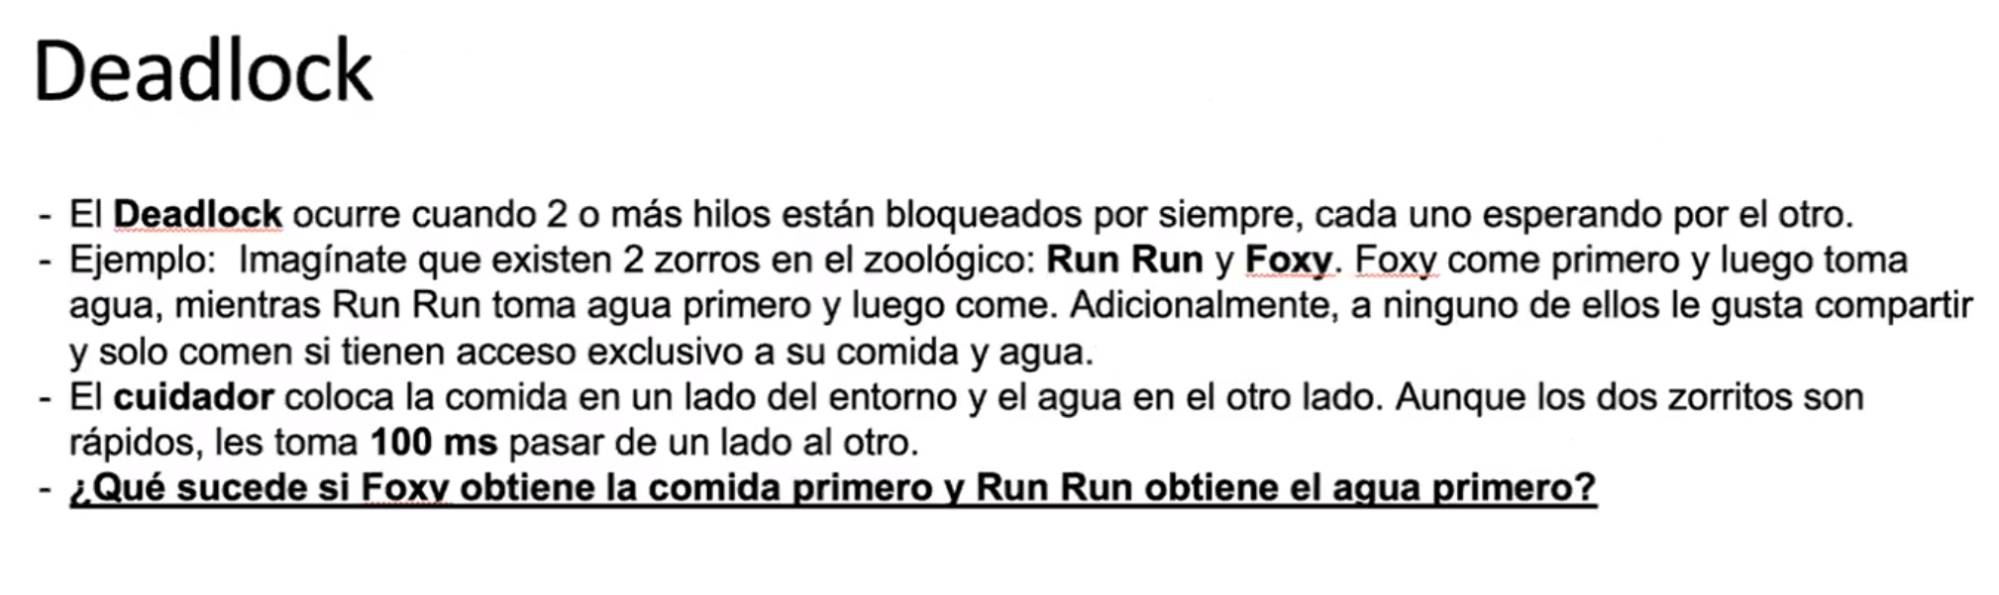 Deadlock
- El Deadlock ocurre cuando 2 o más hilos están bloqueados por siempre, cada uno esperando por el otro.
- Ejemplo: Imagínate que existen 2 zorros en el zoológico: Run Run y Foxy. Foxy come primero y luego toma
agua, mientras Run Run toma agua primero y luego come. Adicionalmente, a ninguno de ellos le gusta compartir
y solo comen si tienen acceso exclusivo a su comida y agua.
- El cuidador coloca la comida en un lado del entorno y el agua en el otro lado. Aunque los dos zorritos son
rápidos, les toma 100 ms pasar de un lado al otro.
- ¿Qué sucede si Foxy obtiene la comida primero y Run Run obtiene el agua primero?